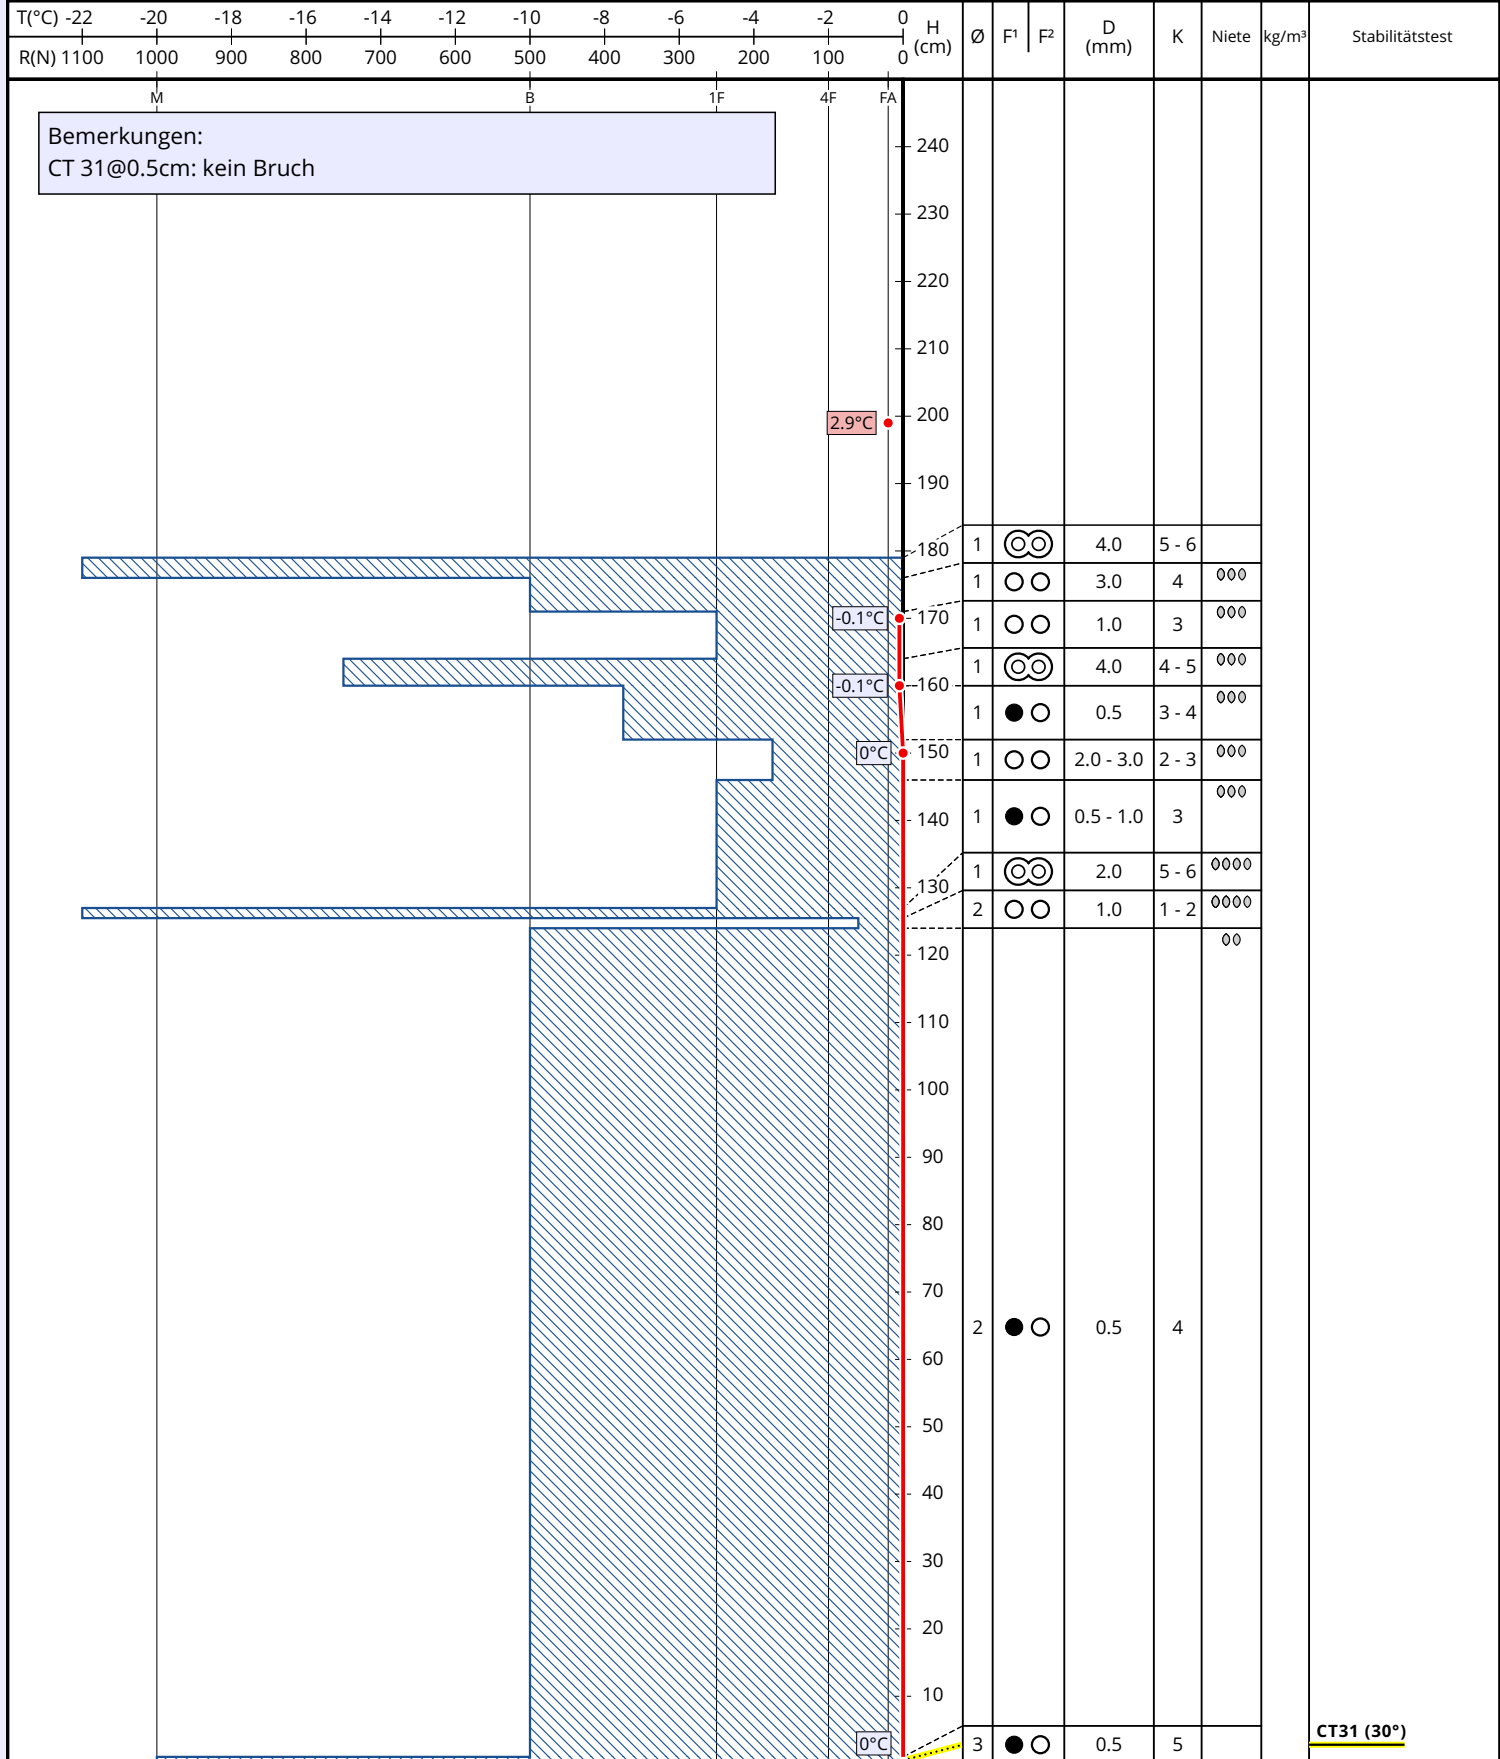 T(°C) -22 -20 -18 -16 -14 -12 -10 -8 -6 -4 -2 0
R(N) 1100 1000 900 800 700 600 500 400 300 200 100 0
H (cm) Ø F¹ F² D (mm) K Niete kg/m³ Stabilitätstest
M B 1F 4F FA
Bemerkungen:
CT 31@0.5cm: kein Bruch
240
230
220
210
200
2.9°C
190
180
1 4.0 5 - 6
1 3.0 4
-0.1°C 170
1 1.0 3
1 4.0 4 - 5
-0.1°C 160
1 0.5 3 - 4
0°C 150
1 2.0 - 3.0 2 - 3
140
1 0.5 - 1.0 3
130
1 2.0 5 - 6
2 1.0 1 - 2
120
110
100
90
80
70
2 0.5 4
60
50
40
30
20
10
CT31 (30°)
0°C
3 0.5 5